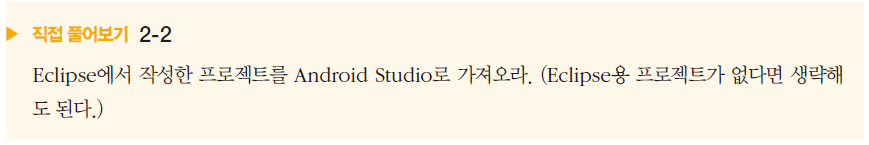 ▶ 직접 풀어보기 2-2
Eclipse에서 작성한 프로젝트를 Android Studio로 가져오라. (Eclipse용 프로젝트가 없다면 생략해
도 된다.)